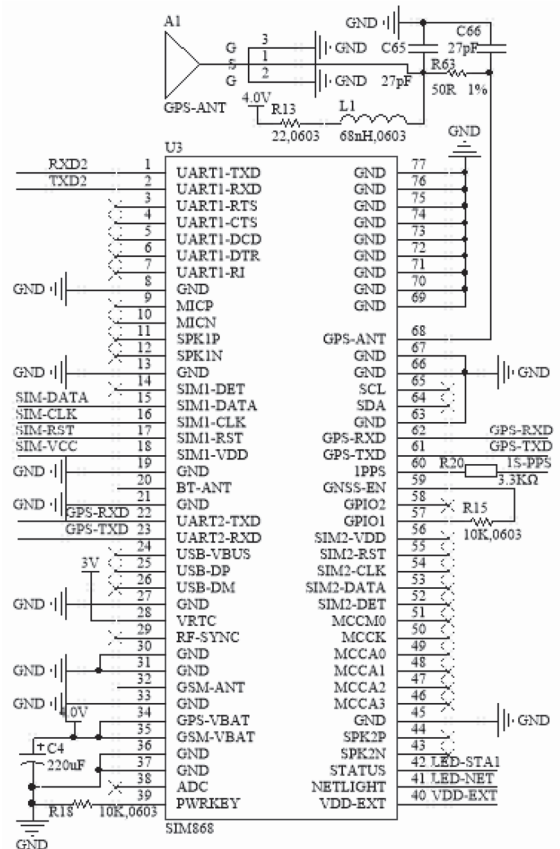 A1
G 3
S 1
G 2
GND
GND
GPS-ANT
GND
C65
27pF
C66
27pF
R63
50R 1%
4.0V
R13
22,0603
L1
68nH,0603
GND
U3
RXD2 1 UART1-TXD GND 77
TXD2 2 UART1-RXD GND 76
3 UART1-RTS GND 75
4 UART1-CTS GND 74
5 UART1-DCD GND 73
6 UART1-DTR GND 72
7 UART1-RI GND 71
GND 8 GND GND 70
9 MICP GND 69
10 MICN
11 SPK1P GPS-ANT 68
12 SPK1N GND 67
GND 13 GND GND 66 GND
14 SIM1-DET SCL 65
SIM-DATA 15 SIM1-DATA SDA 64
SIM-CLK 16 SIM1-CLK GND 63
SIM-RST 17 SIM1-RST GPS-RXD 62 GPS-RXD
SIM-VCC 18 SIM1-VDD GPS-TXD 61 GPS-TXD
GND 19 GND 1PPS 60 R20 1S-PPS
3.3KΩ
20 BT-ANT GNSS-EN 59
GND 21 GND GPIO2 58
GPS-RXD 22 UART2-TXD GPIO1 57 R15
10K,0603
GPS-TXD 23 UART2-RXD SIM2-VDD 56
24 USB-VBUS SIM2-RST 55
3V
25 USB-DP SIM2-CLK 54
26 USB-DM SIM2-DATA 53
GND 27 GND SIM2-DET 52
28 VRTC MCCM0 51
29 RF-SYNC MCCK 50
30 GND MCCA0 49
GND 31 GND MCCA1 48
32 GSM-ANT MCCA2 47
GND 33 GND MCCA3 46
4.0V
34 GPS-VBAT GND 45 GND
35 GSM-VBAT SPK2P 44
+C4
220uF
36 GND SPK2N 43
37 GND STATUS 42 LED-STA1
38 ADC NETLIGHT 41 LED-NET
39 PWRKEY VDD-EXT 40 VDD-EXT
R18 10K,0603
SIM868
GND